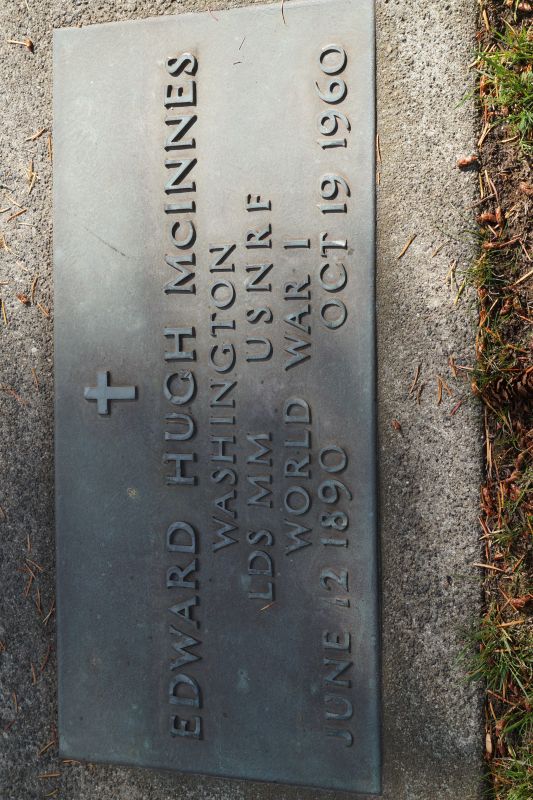 EDWARD HUGH MCINNES
WASHINGTON
LDS MM USNRF
WORLD WAR I
JUNE 12 1890 OCT 19 1960